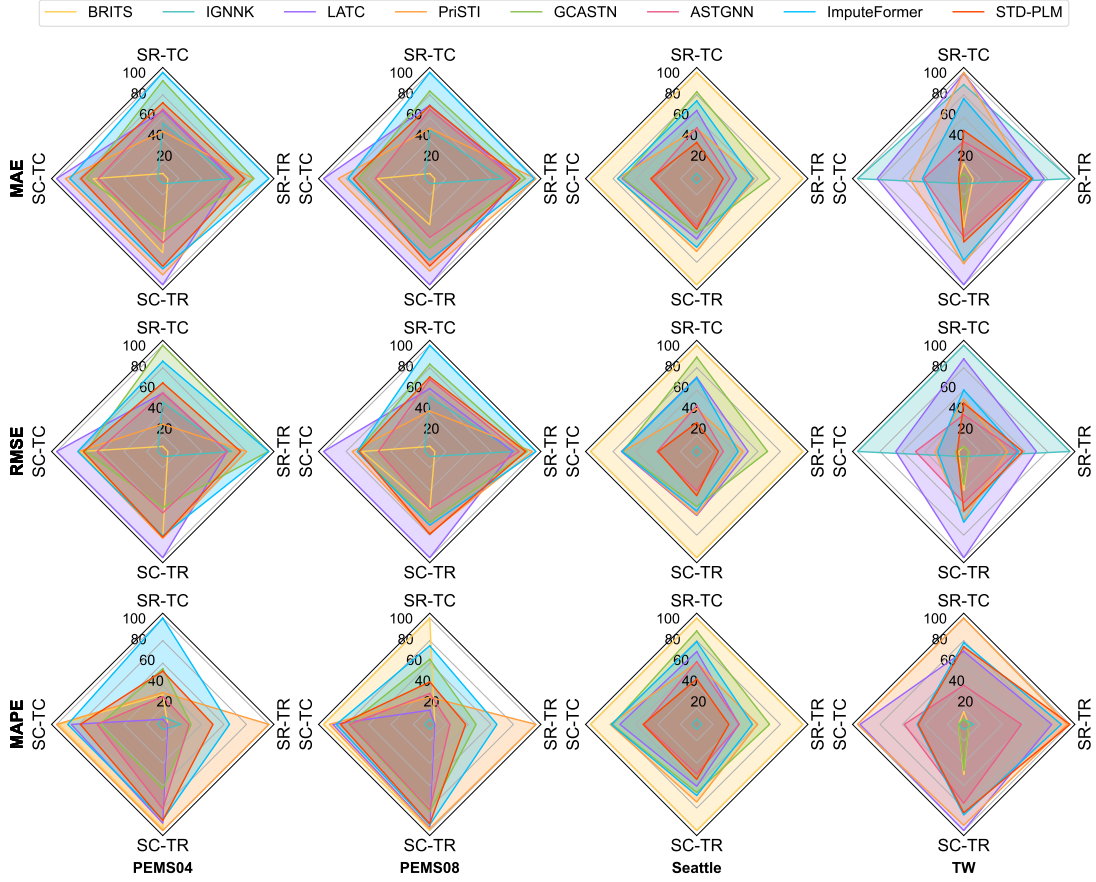 BRITS IGNNK LATC PriSTI GCASTN ASTGNN ImputeFormer STD-PLM
SR-TC SR-TC SR-TC SR-TC
100 100 100 100
80 80 80 80
60 60 60 60
40 40 40 40
20 20 20 20
MAE SC-TC SR-TR SC-TC SR-TR SC-TC SR-TR SC-TC SR-TR
SC-TR SC-TR SC-TR SC-TR
SR-TC SR-TC SR-TC SR-TC
100 100 100 100
80 80 80 80
60 60 60 60
40 40 40 40
20 20 20 20
RMSE SC-TC SR-TR SC-TC SR-TR SC-TC SR-TR SC-TC SR-TR
SC-TR SC-TR SC-TR SC-TR
SR-TC SR-TC SR-TC SR-TC
100 100 100 100
80 80 80 80
60 60 60 60
40 40 40 40
20 20 20 20
MAPE SC-TC SR-TR SC-TC SR-TR SC-TC SR-TR SC-TC SR-TR
SC-TR SC-TR SC-TR SC-TR
PEMS04 PEMS08 Seattle TW